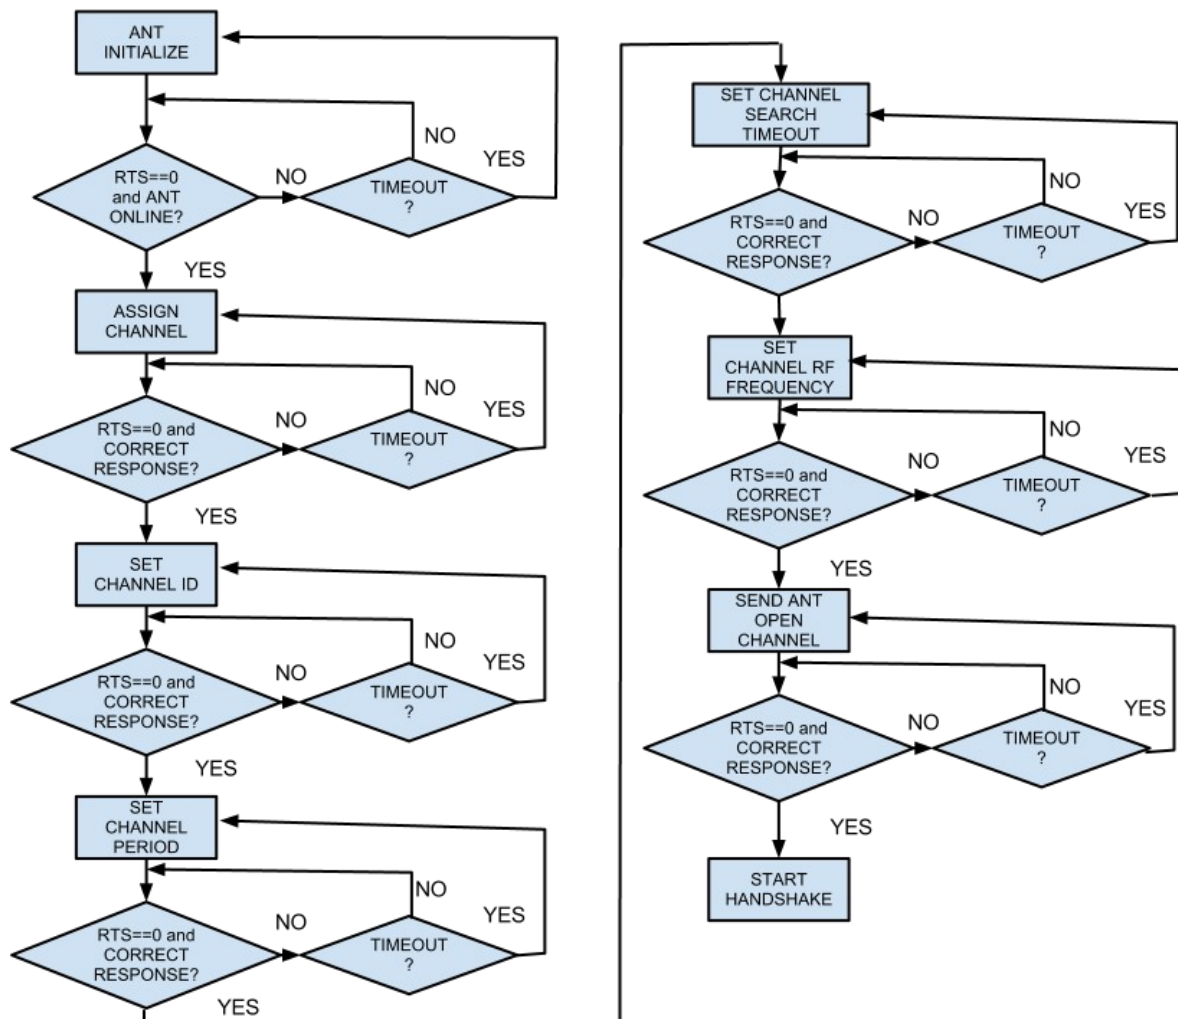 ANT
INITIALIZE
NO
YES
RTS==0
and ANT
ONLINE?
NO
TIMEOUT
?
YES
ASSIGN
CHANNEL
NO
YES
RTS==0 and
CORRECT
RESPONSE?
NO
TIMEOUT
?
YES
SET
CHANNEL ID
NO
YES
RTS==0 and
CORRECT
RESPONSE?
NO
TIMEOUT
?
YES
SET
CHANNEL
PERIOD
NO
YES
RTS==0 and
CORRECT
RESPONSE?
NO
TIMEOUT
?
YES
SET CHANNEL
SEARCH
TIMEOUT
NO
YES
RTS==0 and
CORRECT
RESPONSE?
NO
TIMEOUT
?
SET
CHANNEL RF
FREQUENCY
NO
YES
RTS==0 and
CORRECT
RESPONSE?
NO
TIMEOUT
?
YES
SEND ANT
OPEN
CHANNEL
NO
YES
RTS==0 and
CORRECT
RESPONSE?
NO
TIMEOUT
?
YES
START
HANDSHAKE